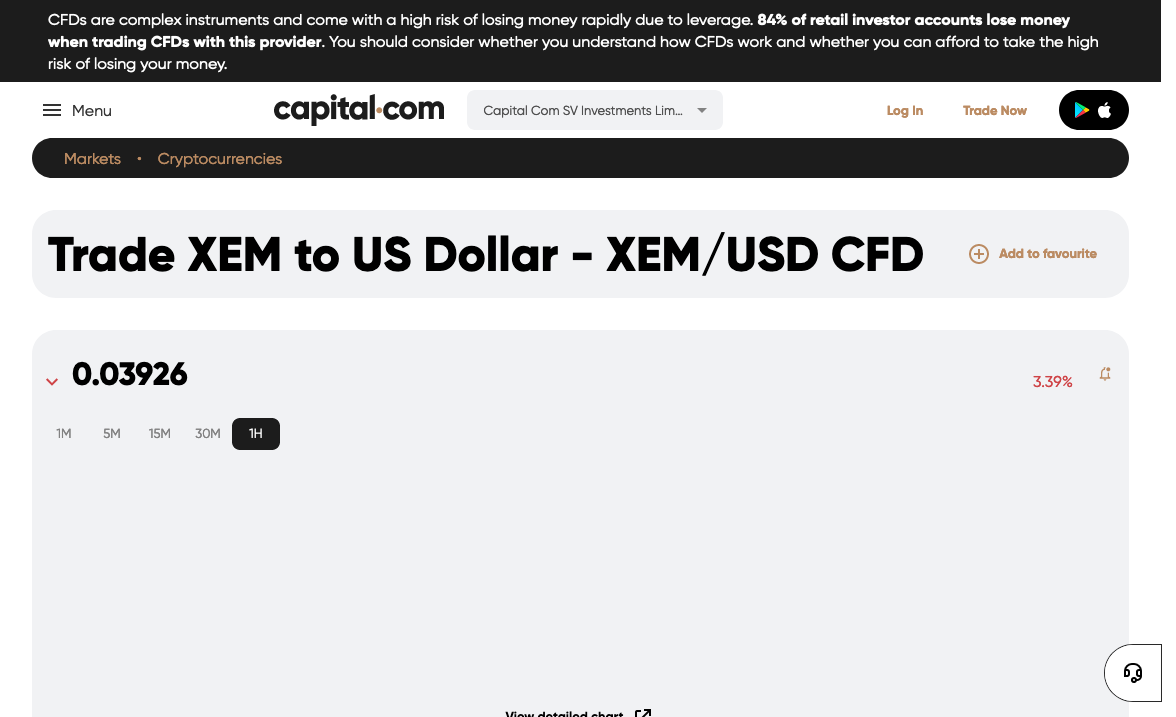 CFDs are complex instruments and come with a high risk of losing money rapidly due to leverage. 84% of retail investor accounts lose money
when trading CFDs with this provider. You should consider whether you understand how CFDs work and whether you can afford to take the high
risk of losing your money.
Menu
capital.com
Capital Com SV Investments Lim...
Log In
Trade Now
Markets · Cryptocurrencies
Trade XEM to US Dollar - XEM/USD CFD
Add to favourite
0.03926
3.39%
1M 5M 15M 30M 1H
View detailed chart